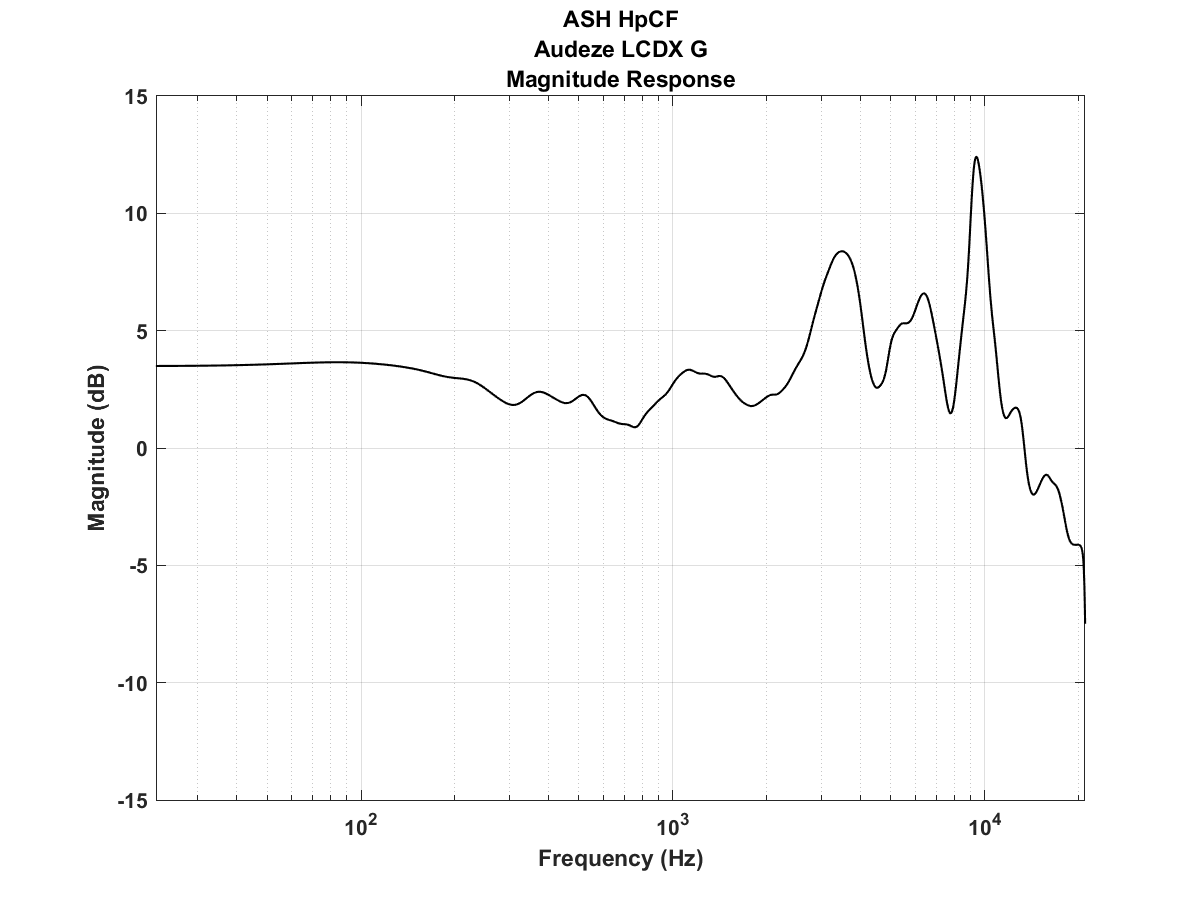 ASH HpCF
Audeze LCDX G
Magnitude Response
15
10
5
0
-5
-10
-15
Magnitude (dB)
10² 10³ 10⁴
Frequency (Hz)